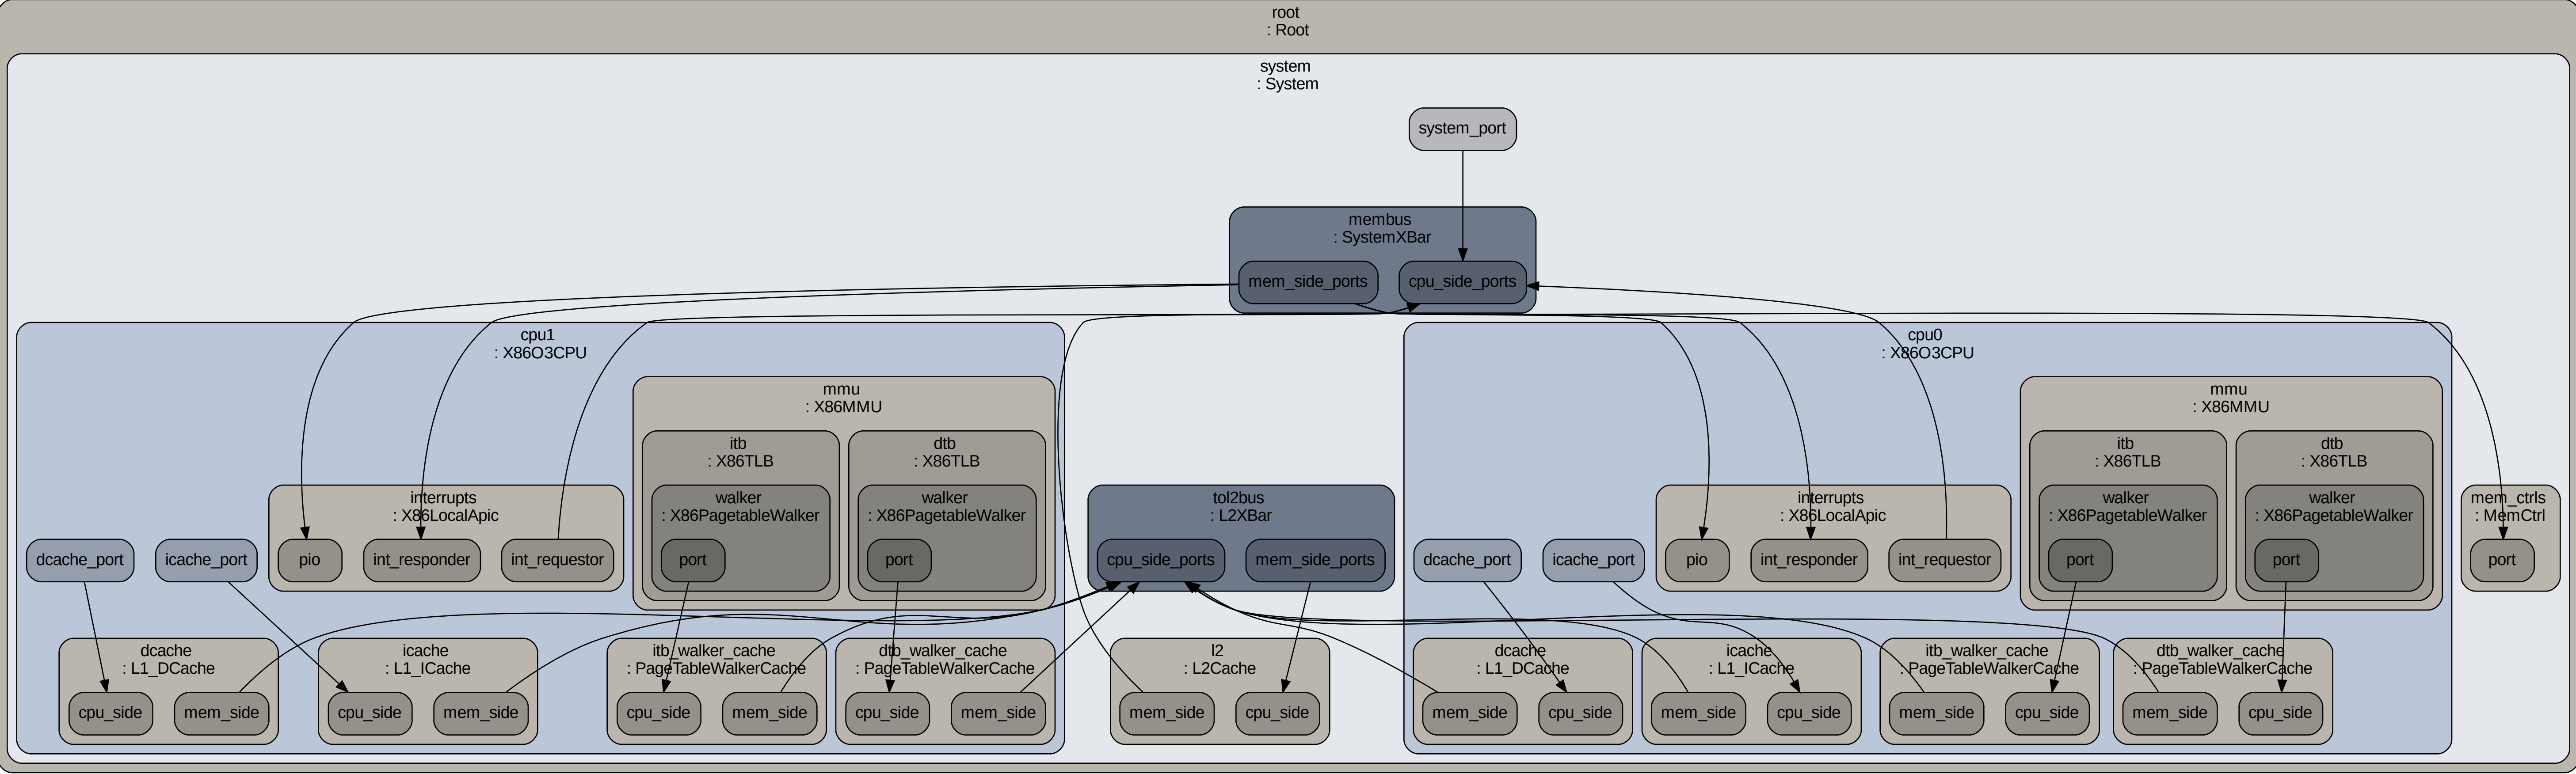 root
: Root
system
: System
system_port
membus
: SystemXBar
mem_side_ports
cpu_side_ports
cpu1
: X86O3CPU
mmu
: X86MMU
itb
: X86TLB
dtb
: X86TLB
interrupts
: X86LocalApic
walker
: X86PagetableWalker
walker
: X86PagetableWalker
dcache_port
icache_port
pio
int_responder
int_requestor
port
port
dcache
: L1_DCache
icache
: L1_ICache
itb_walker_cache
: PageTableWalkerCache
dtb_walker_cache
: PageTableWalkerCache
cpu_side
mem_side
cpu_side
mem_side
cpu_side
mem_side
cpu_side
mem_side
tol2bus
: L2XBar
cpu_side_ports
mem_side_ports
l2
: L2Cache
mem_side
cpu_side
cpu0
: X86O3CPU
mmu
: X86MMU
itb
: X86TLB
dtb
: X86TLB
interrupts
: X86LocalApic
walker
: X86PagetableWalker
walker
: X86PagetableWalker
dcache_port
icache_port
pio
int_responder
int_requestor
port
port
dcache
: L1_DCache
icache
: L1_ICache
itb_walker_cache
: PageTableWalkerCache
dtb_walker_cache
: PageTableWalkerCache
mem_side
cpu_side
mem_side
cpu_side
mem_side
cpu_side
mem_side
cpu_side
mem_ctrls
: MemCtrl
port